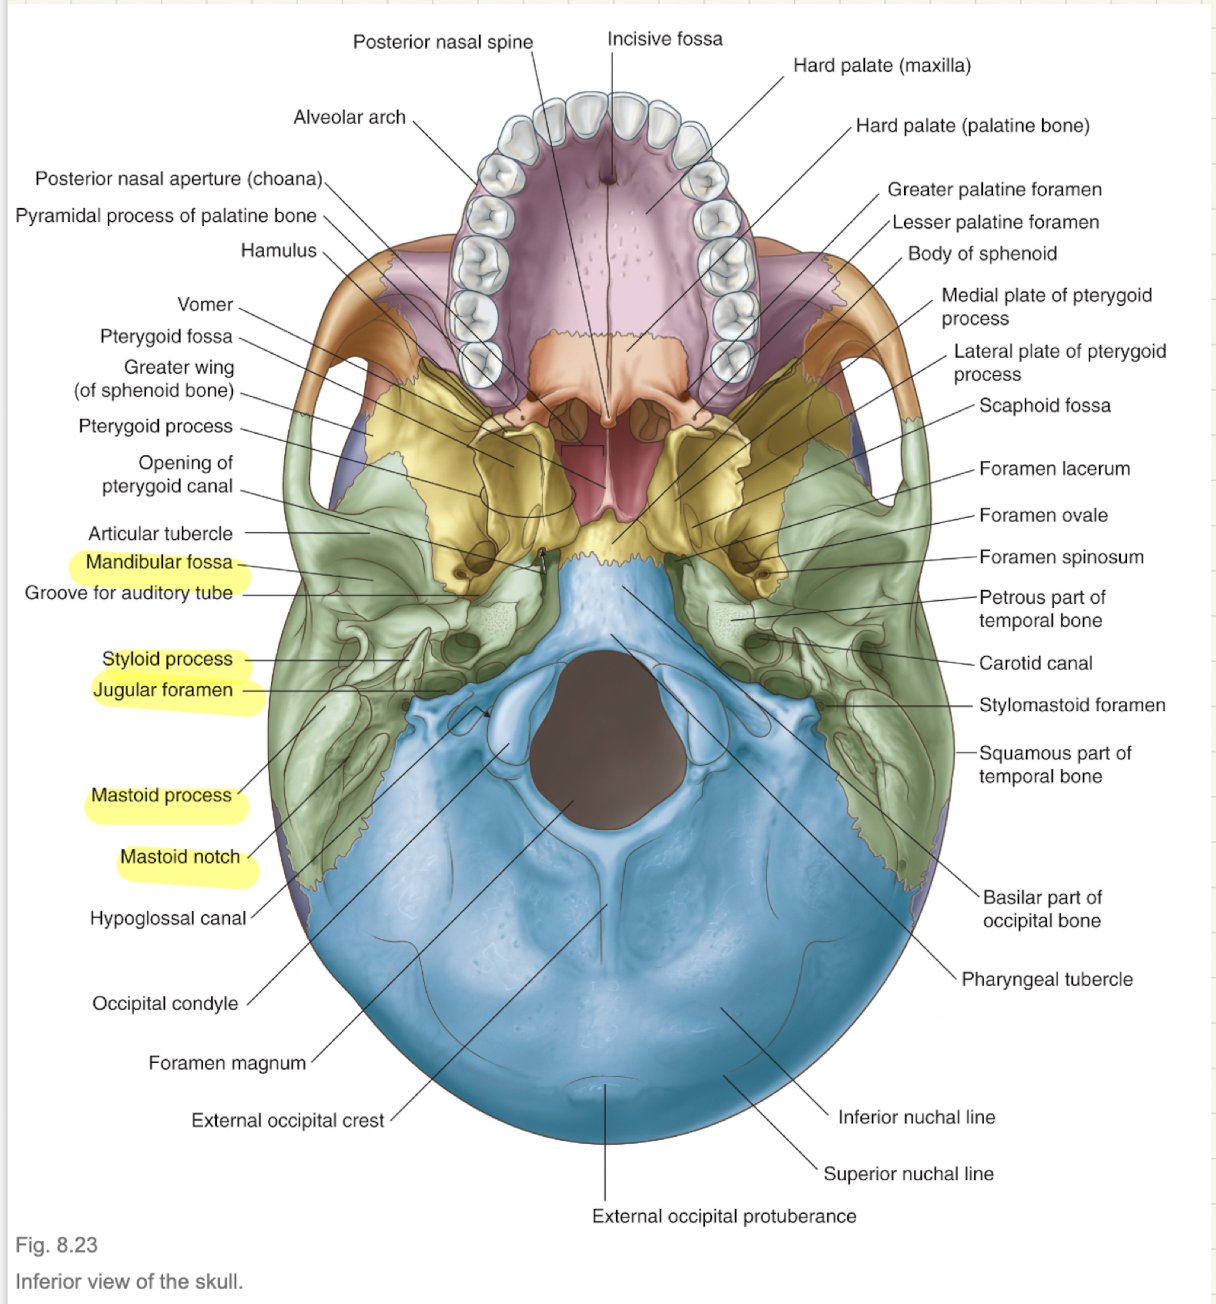 Posterior nasal spine
Incisive fossa
Hard palate (maxilla)
Alveolar arch
Hard palate (palatine bone)
Posterior nasal aperture (choana)
Greater palatine foramen
Pyramidal process of palatine bone
Lesser palatine foramen
Hamulus
Body of sphenoid
Vomer
Medial plate of pterygoid
process
Pterygoid fossa
Lateral plate of pterygoid
process
Greater wing
(of sphenoid bone)
Scaphoid fossa
Pterygoid process
Foramen lacerum
Opening of
pterygoid canal
Foramen ovale
Articular tubercle
Foramen spinosum
Mandibular fossa
Groove for auditory tube
Petrous part of
temporal bone
Styloid process
Carotid canal
Jugular foramen
Stylomastoid foramen
Squamous part of
temporal bone
Mastoid process
Mastoid notch
Hypoglossal canal
Basilar part of
occipital bone
Pharyngeal tubercle
Occipital condyle
Foramen magnum
External occipital crest
Inferior nuchal line
Superior nuchal line
External occipital protuberance
Fig. 8.23
Inferior view of the skull.